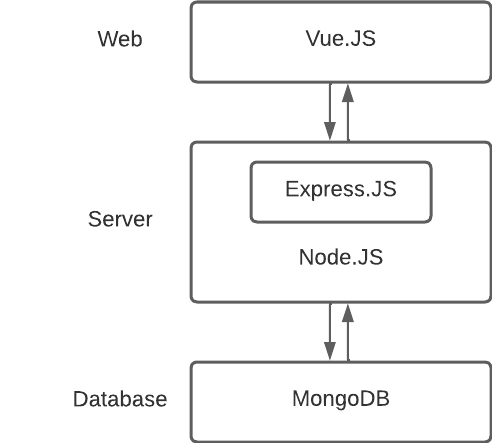 Web
Vue.JS
Express.JS
Server
Node.JS
Database
MongoDB